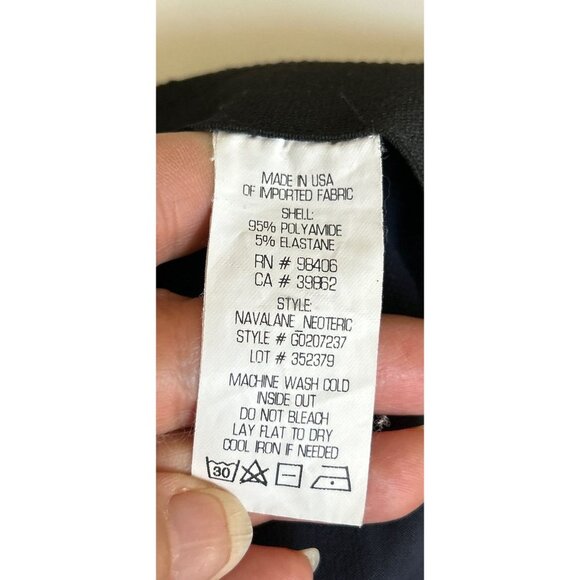 MADE IN USA
OF IMPORTED FABRIC
SHELL:
95% POLYAMIDE
5% ELASTANE
RN # 98406
CA # 39862
STYLE:
NAVALANE_NEOTERIC
STYLE # G0207237
LOT # 352379
MACHINE WASH COLD
INSIDE OUT
DO NOT BLEACH
LAY FLAT TO DRY
COOL IRON IF NEEDED
30